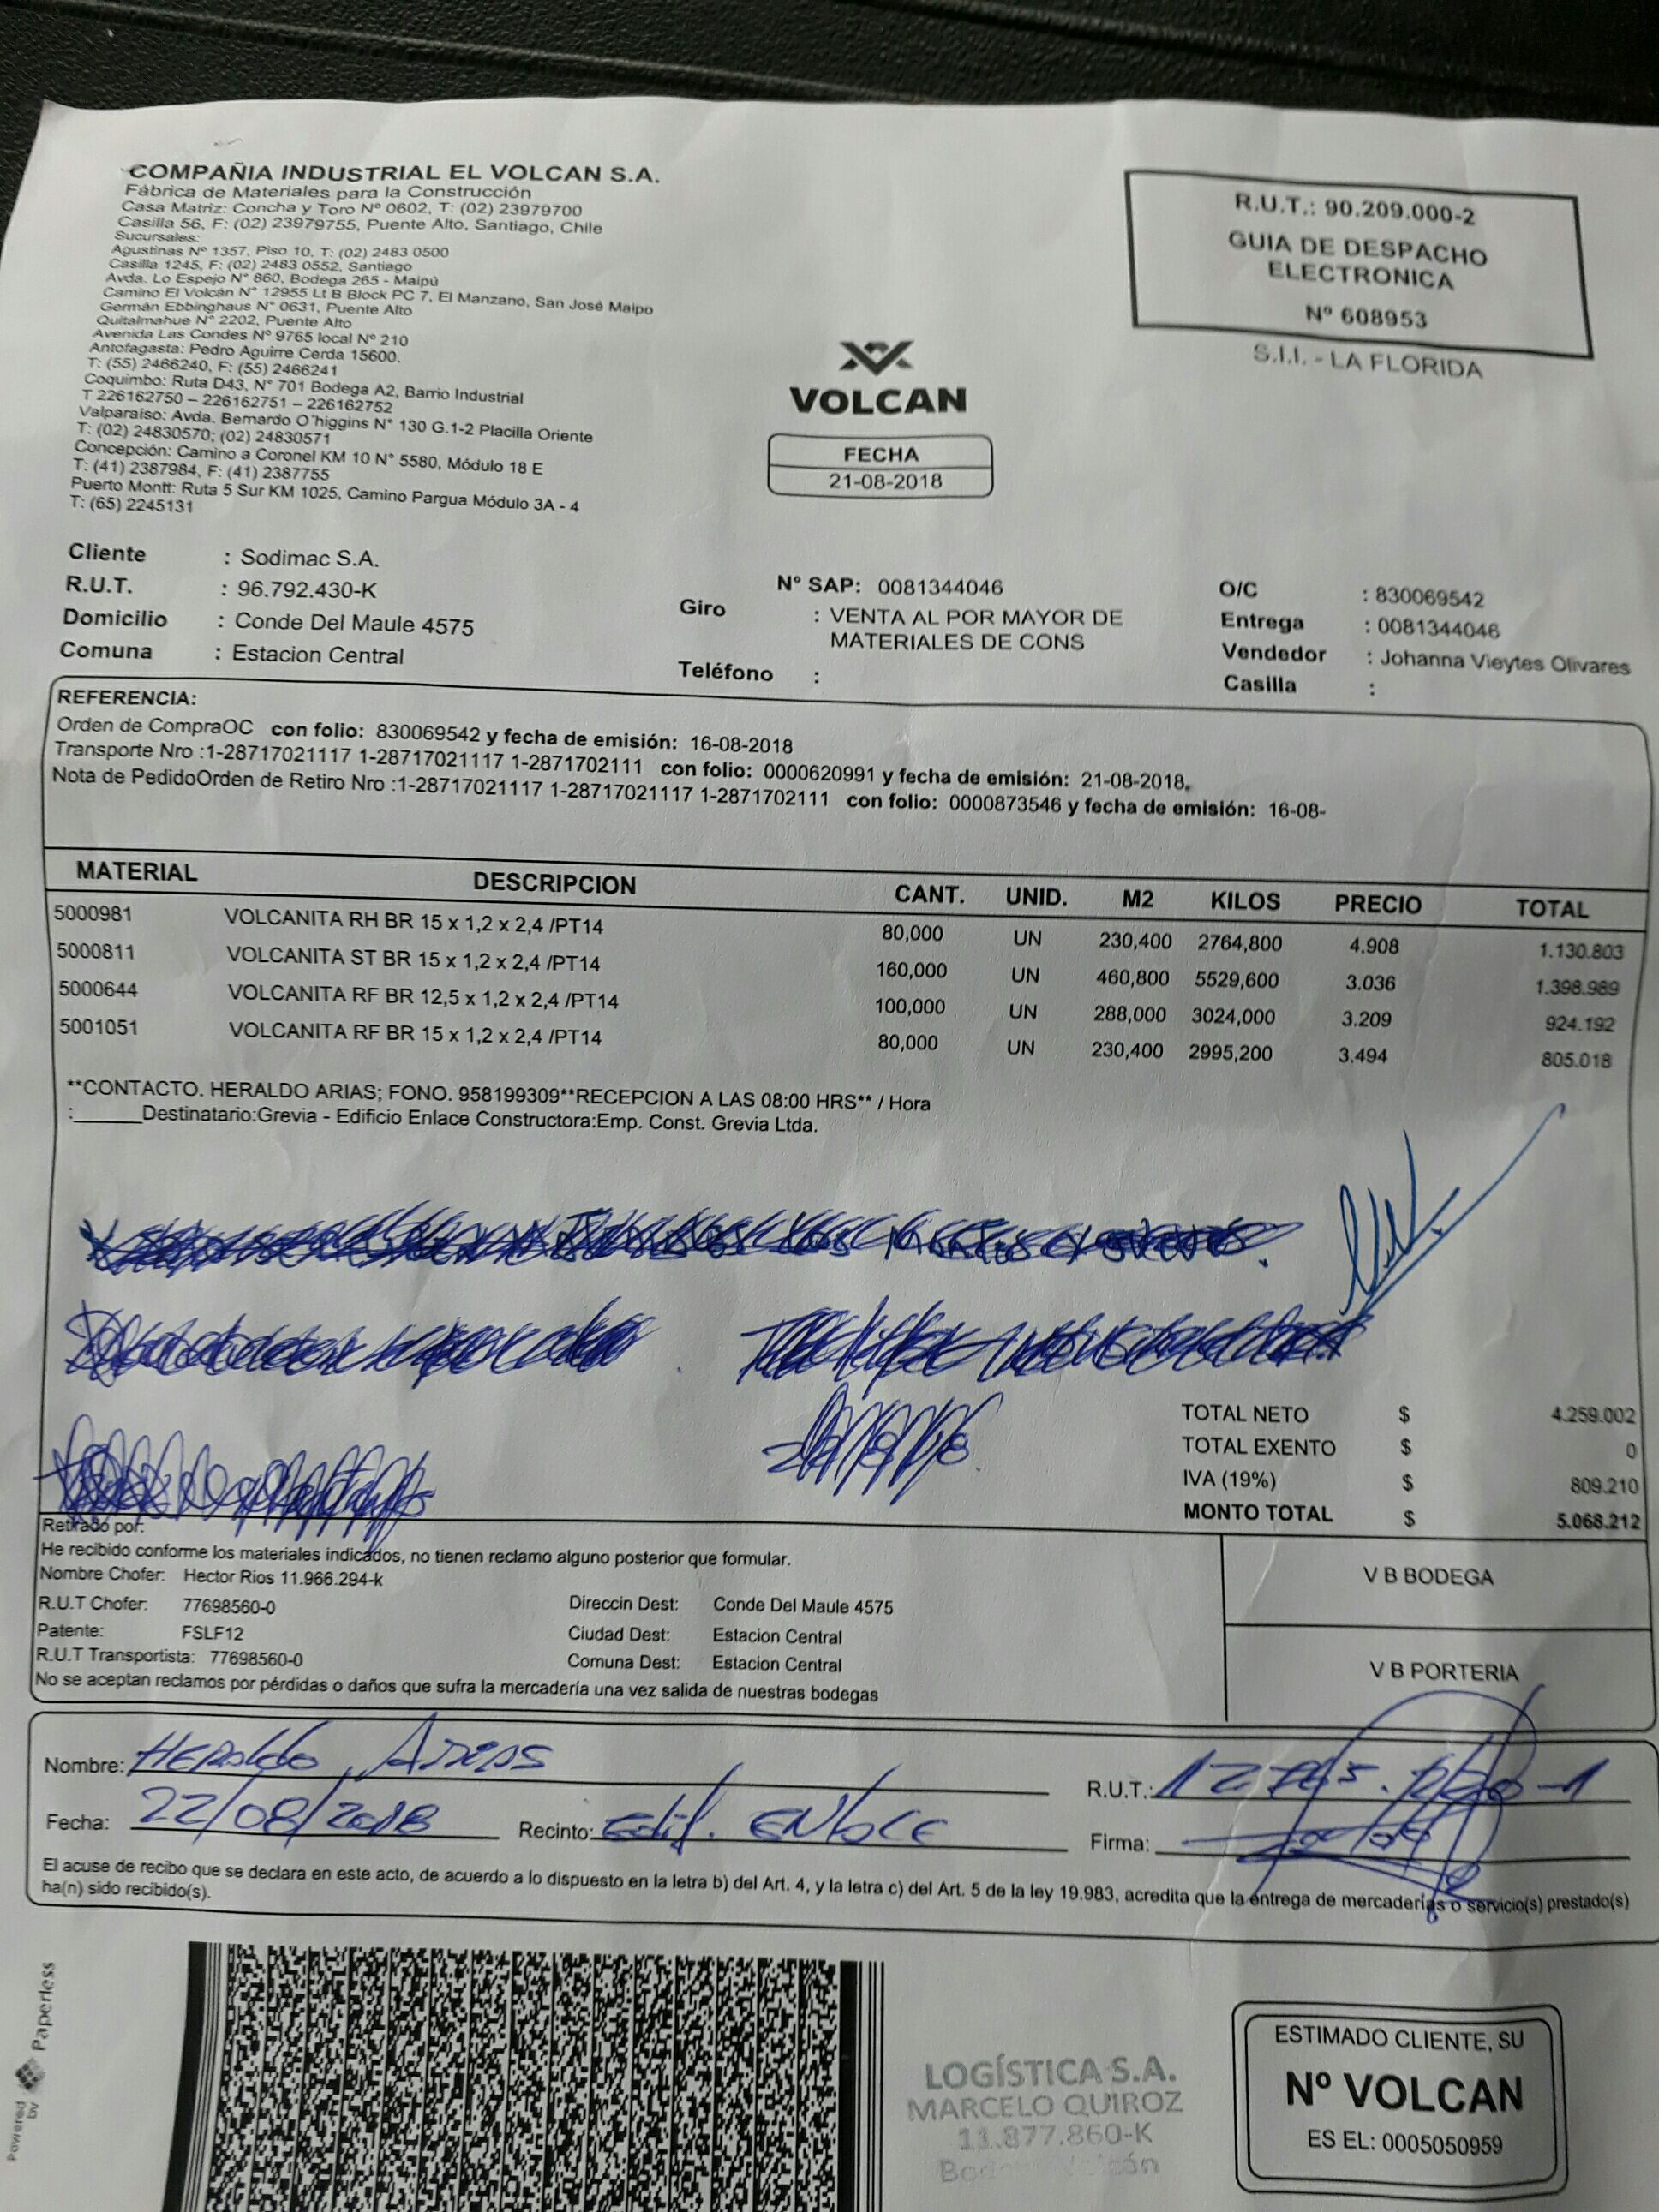 COMPAÑIA INDUSTRIAL EL VOLCAN S.A.
Fábrica de Materiales para la Construcción
Casa Matriz: Concha y Toro Nº 0602, T: (02) 23979700
Casilla 56, F: (02) 23979755, Puente Alto, Santiago, Chile
Sucursales:
Agustinas Nº 1357, Piso 10, T: (02) 2483 0500
Casilla 1245, F: (02) 2483 0552, Santiago
Avda. Lo Espejo N° 860, Bodega 265 - Maipú
Camino El Volcán N° 12955 Lt B Block PC 7, El Manzano, San José Maipo
Germán Ebbinghaus N° 0631, Puente Alto
Quitalmahue N° 2202, Puente Alto
Avenida Las Condes Nº 9765 local Nº 210
Antofagasta: Pedro Aguirre Cerda 15600.
T: (55) 2466240, F: (55) 2466241
Coquimbo: Ruta D43, N° 701 Bodega A2, Barrio Industrial
T 226162750 – 226162751 – 226162752
Valparaiso: Avda. Bernardo O´higgins N° 130 G.1-2 Placilla Oriente
T: (02) 24830570; (02) 24830571
Concepción: Camino a Coronel KM 10 N° 5580, Módulo 18 E
T: (41) 2387984, F: (41) 2387755
Puerto Montt: Ruta 5 Sur KM 1025, Camino Pargua Módulo 3A - 4
T: (65) 2245131
VOLCAN
FECHA
21-08-2018
R.U.T.: 90.209.000-2
GUIA DE DESPACHO
ELECTRONICA
Nº 608953
S.I.I. - LA FLORIDA
Cliente : Sodimac S.A.
R.U.T. : 96.792.430-K
Domicilio : Conde Del Maule 4575
Comuna : Estacion Central
N° SAP: 0081344046
Giro : VENTA AL POR MAYOR DE
MATERIALES DE CONS
Teléfono :
O/C : 830069542
Entrega : 0081344046
Vendedor : Johanna Vieytes Olivares
Casilla :
REFERENCIA:
Orden de CompraOC con folio: 830069542 y fecha de emisión: 16-08-2018
Transporte Nro :1-28717021117 1-28717021117 1-2871702111 con folio: 0000620991 y fecha de emisión: 21-08-2018,
Nota de PedidoOrden de Retiro Nro :1-28717021117 1-28717021117 1-2871702111 con folio: 0000873546 y fecha de emisión: 16-08-
MATERIAL DESCRIPCION CANT. UNID. M2 KILOS PRECIO TOTAL
5000981 VOLCANITA RH BR 15 x 1,2 x 2,4 /PT14 80,000 UN 230,400 2764,800 4.908 1.130.803
5000811 VOLCANITA ST BR 15 x 1,2 x 2,4 /PT14 160,000 UN 460,800 5529,600 3.036 1.398.989
5000644 VOLCANITA RF BR 12,5 x 1,2 x 2,4 /PT14 100,000 UN 288,000 3024,000 3.209 924.192
5001051 VOLCANITA RF BR 15 x 1,2 x 2,4 /PT14 80,000 UN 230,400 2995,200 3.494 805.018
**CONTACTO. HERALDO ARIAS; FONO. 958199309**RECEPCION A LAS 08:00 HRS** / Hora
:______Destinatario:Grevia - Edificio Enlace Constructora:Emp. Const. Grevia Ltda.
TOTAL NETO $ 4.259.002
TOTAL EXENTO $ 0
IVA (19%) $ 809.210
MONTO TOTAL $ 5.068.212
Retirado por:
He recibido conforme los materiales indicados, no tienen reclamo alguno posterior que formular.
Nombre Chofer: Hector Rios 11.966.294-k
R.U.T Chofer: 77698560-0 Direccin Dest: Conde Del Maule 4575
Patente: FSLF12 Ciudad Dest: Estacion Central
R.U.T Transportista: 77698560-0 Comuna Dest: Estacion Central
No se aceptan reclamos por pérdidas o daños que sufra la mercadería una vez salida de nuestras bodegas
V B BODEGA
V B PORTERIA
Nombre: Heraldo Arias R.U.T.:
Fecha: 22/08/2018 Recinto: Edif. Enlace Firma:
El acuse de recibo que se declara en este acto, de acuerdo a lo dispuesto en la letra b) del Art. 4, y la letra c) del Art. 5 de la ley 19.983, acredita que la entrega de mercaderías o servicio(s) prestado(s)
ha(n) sido recibido(s).
Powered by Paperless
LOGÍSTICA S.A.
MARCELO QUIROZ
11.877.860-K
ESTIMADO CLIENTE, SU
Nº VOLCAN
ES EL: 0005050959